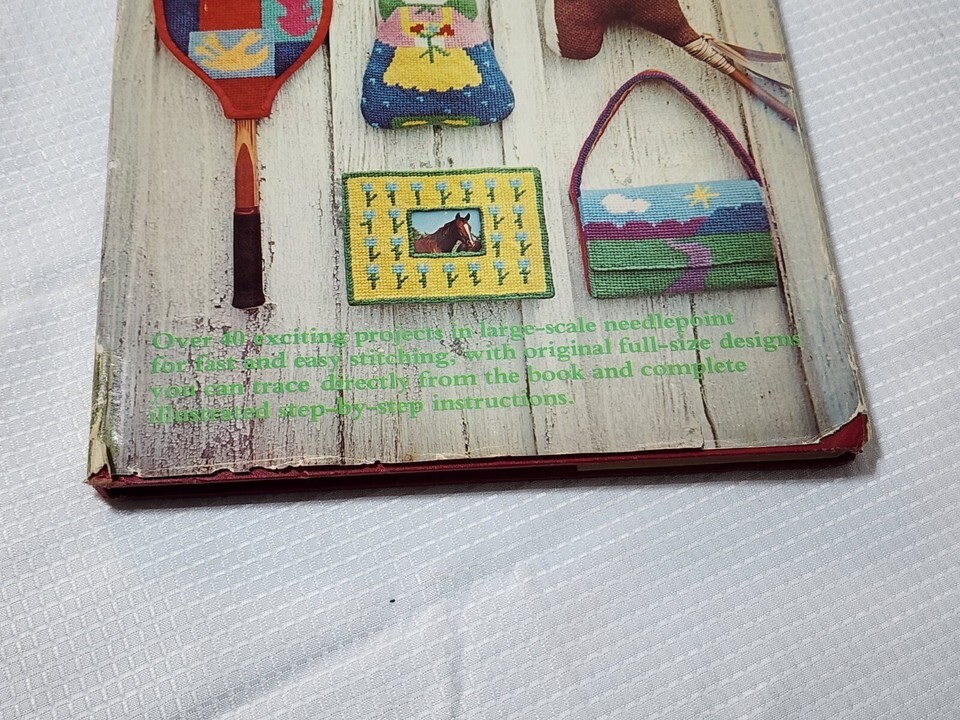 Over 40 exciting projects in large-scale needlepoint
for fast and easy stitching, with original full-size designs
you can trace directly from the book and complete
illustrated step-by-step instructions.